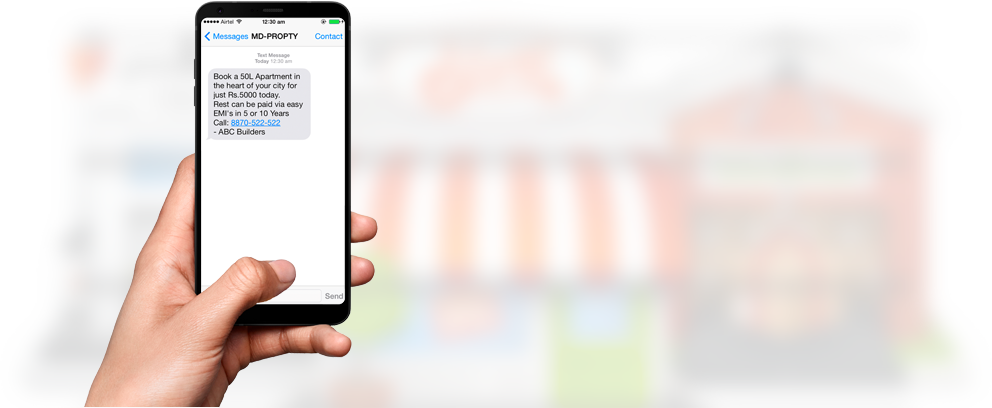 Airtel 12:30 am
Messages MD-PROPTY Contact
Text Message
Today 12:30 am
Book a 50L Apartment in
the heart of your city for
just Rs.5000 today.
Rest can be paid via easy
EMI's in 5 or 10 Years
Call: 8870-522-522
- ABC Builders
Send